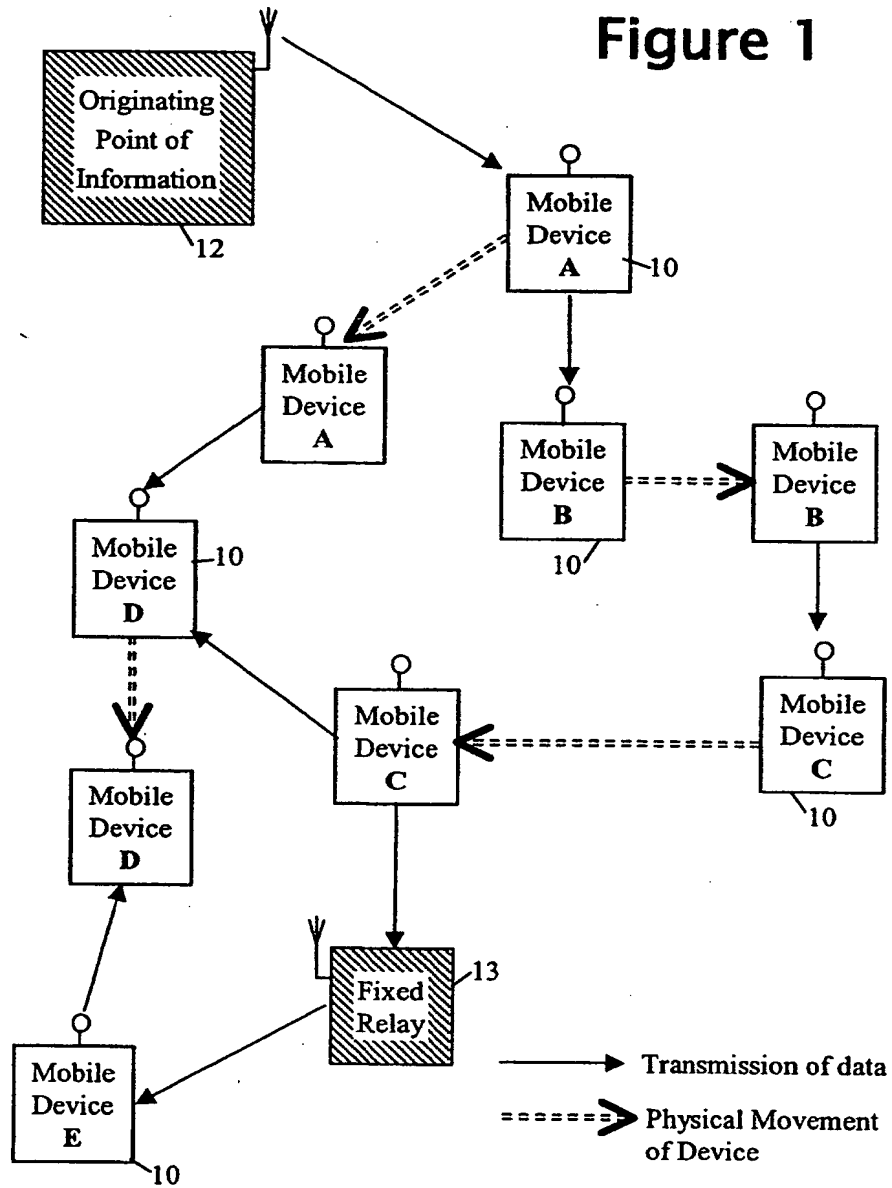 Figure 1
Originating
Point of
Information
12
Mobile
Device
A
10
Mobile
Device
A
Mobile
Device
B
10
Mobile
Device
B
Mobile
Device
D
10
Mobile
Device
C
Mobile
Device
C
10
Mobile
Device
D
Fixed
Relay
13
Mobile
Device
E
10
Transmission of data
Physical Movement
of Device